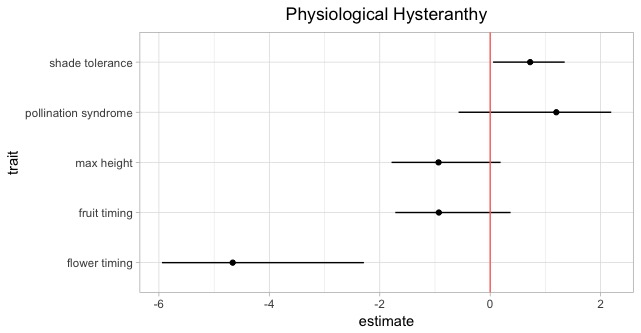 Physiological Hysteranthy
trait
shade tolerance
pollination syndrome
max height
fruit timing
flower timing
-6 -4 -2 0 2
estimate